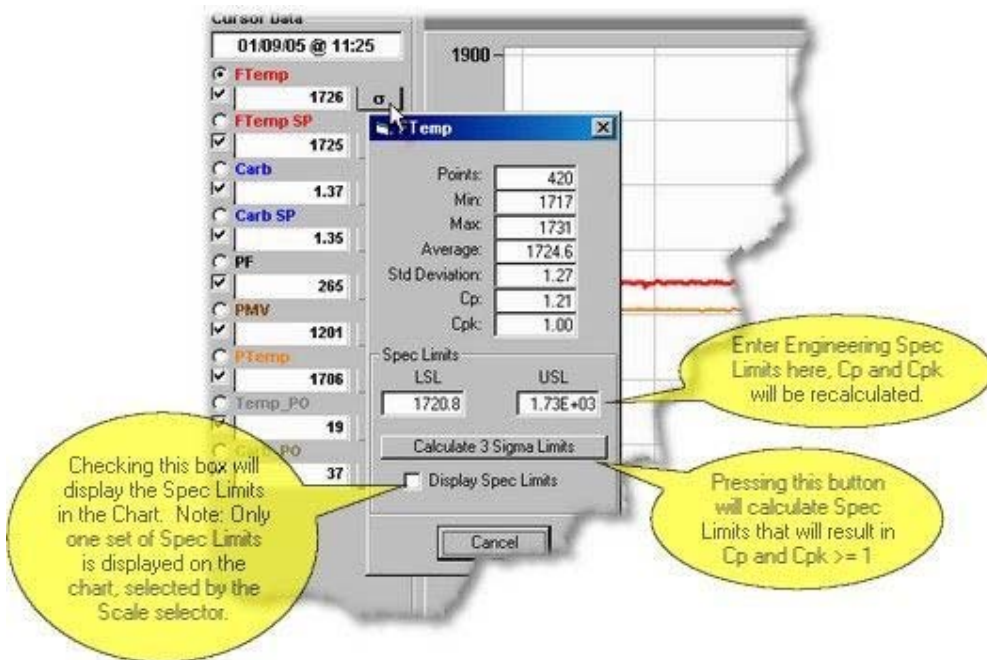 Cursor Data
01/09/05 @ 11:25
FTemp
1726
σ
FTemp SP
1725
Carb
1.37
Carb SP
1.35
PF
265
PMV
1201
PTemp
1706
Temp_PO
19
PO
37
1900
FTemp
Points: 420
Min: 1717
Max: 1731
Average: 1724.6
Std Deviation: 1.27
Cp: 1.21
Cpk: 1.00
Spec Limits
LSL USL
1720.8 1.73E+03
Calculate 3 Sigma Limits
Display Spec Limits
Cancel
Enter Engineering Spec
Limits here, Cp and Cpk
will be recalculated.
Pressing this button
will calculate Spec
Limits that will result in
Cp and Cpk >= 1
Checking this box will
display the Spec Limits
in the Chart. Note: Only
one set of Spec Limits
is displayed on the
chart, selected by the
Scale selector.